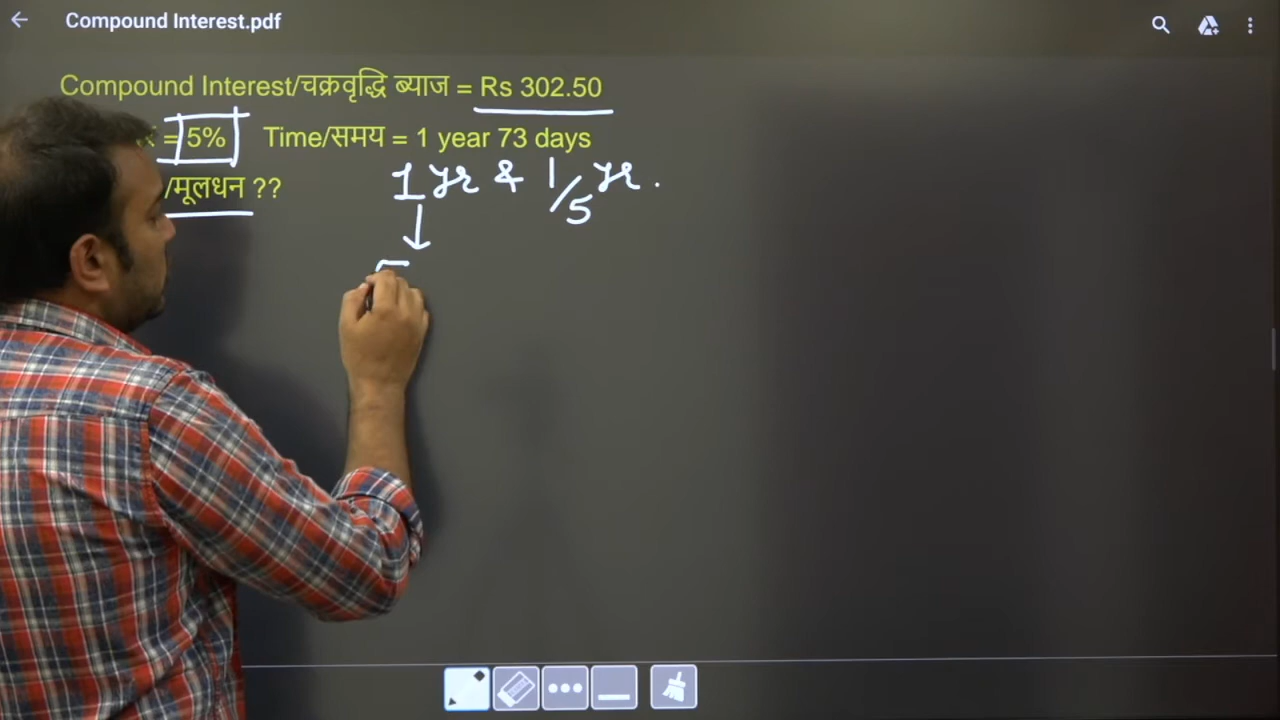 Compound Interest.pdf
Compound Interest/चक्रवृद्धि ब्याज = Rs 302.50
= 5% Time/समय = 1 year 73 days
/मूलधन ??
1 yr & 1/5 yr.